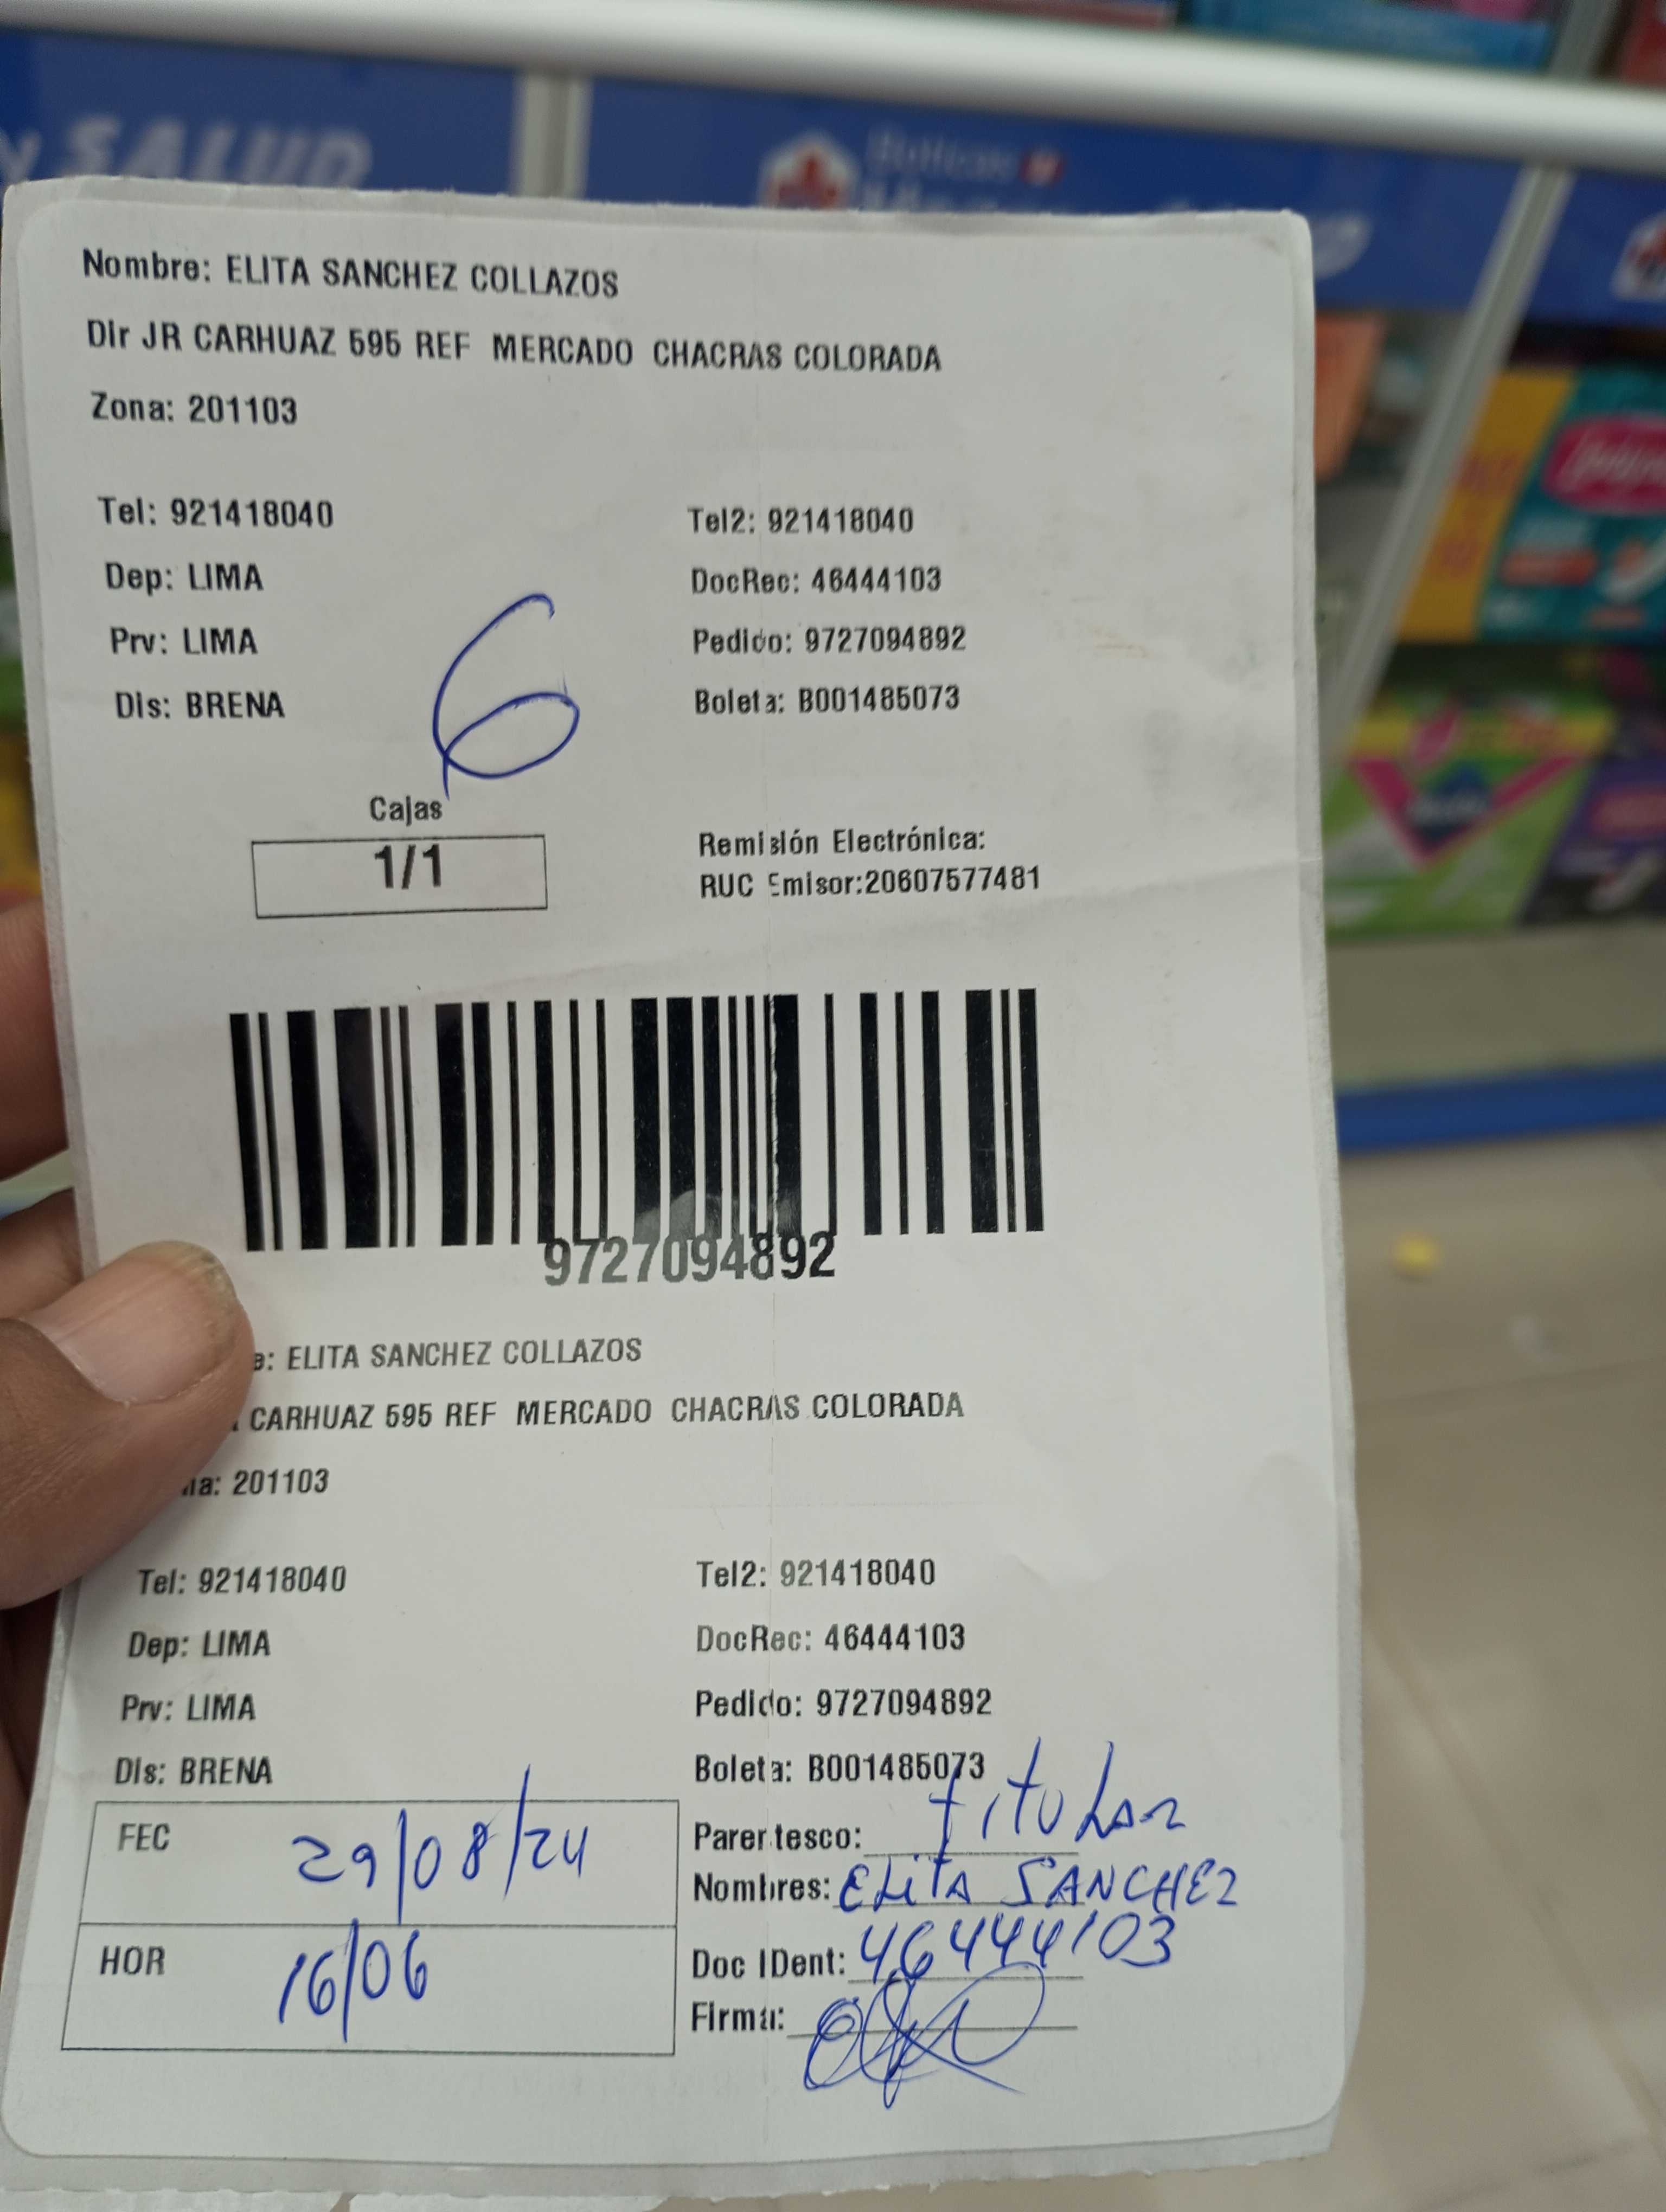 y SALUD
Boticas
Nombre: ELITA SANCHEZ COLLAZOS
Dir JR CARHUAZ 595 REF MERCADO CHACRAS COLORADA
Zona: 201103
Tel: 921418040
Tel2: 921418040
Dep: LIMA
DocRec: 46444103
Prv: LIMA
Pedido: 9727094892
Dis: BRENA
Boleta: B001485073
6
Cajas
1/1
Remisión Electrónica:
RUC Emisor:20607577481
9727094892
e: ELITA SANCHEZ COLLAZOS
CARHUAZ 595 REF MERCADO CHACRAS COLORADA
na: 201103
Tel: 921418040
Tel2: 921418040
Dep: LIMA
DocRec: 46444103
Prv: LIMA
Pedido: 9727094892
Dis: BRENA
Boleta: B001485073
FEC 29/08/24
Parentesco: titular
Nombres: ELITA SANCHEZ
HOR 16/06
Doc IDent: 46444103
Firma: